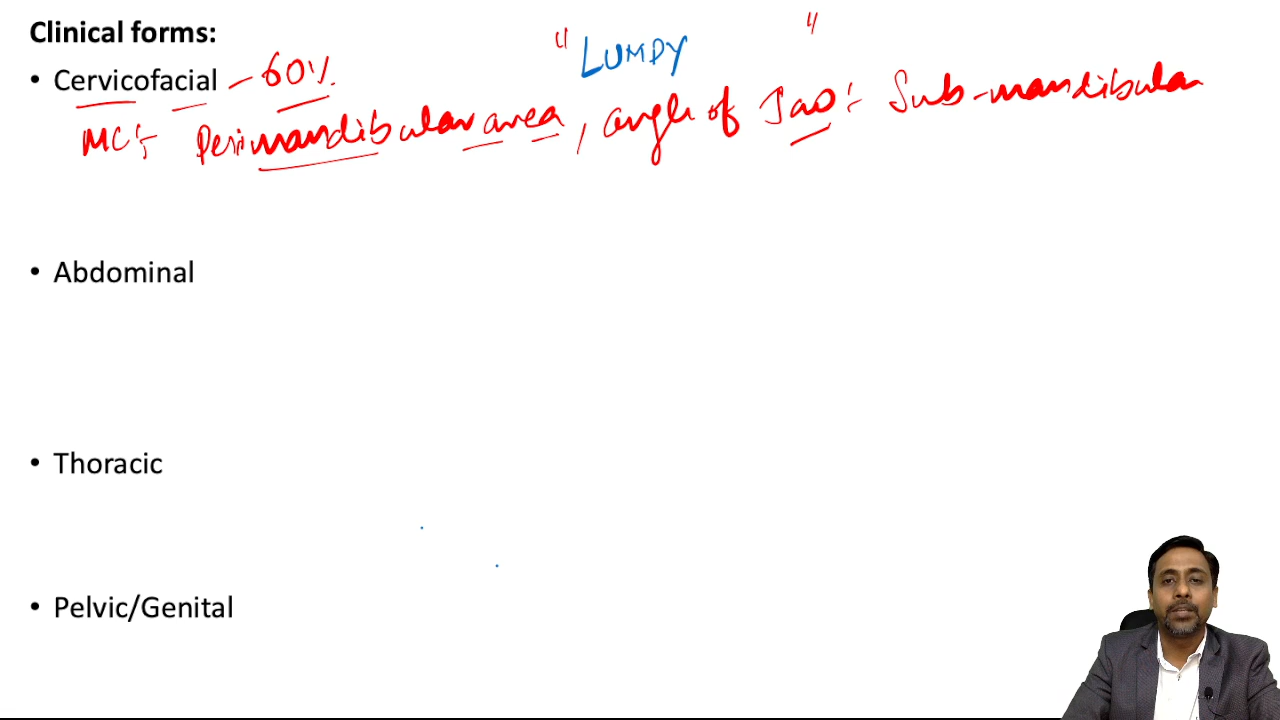 Clinical forms:
" LUMPY "
• Cervicofacial – 60%.
MC:- Perimandibular area, angle of Jaw :- Sub-mandibular
• Abdominal
• Thoracic
• Pelvic/Genital